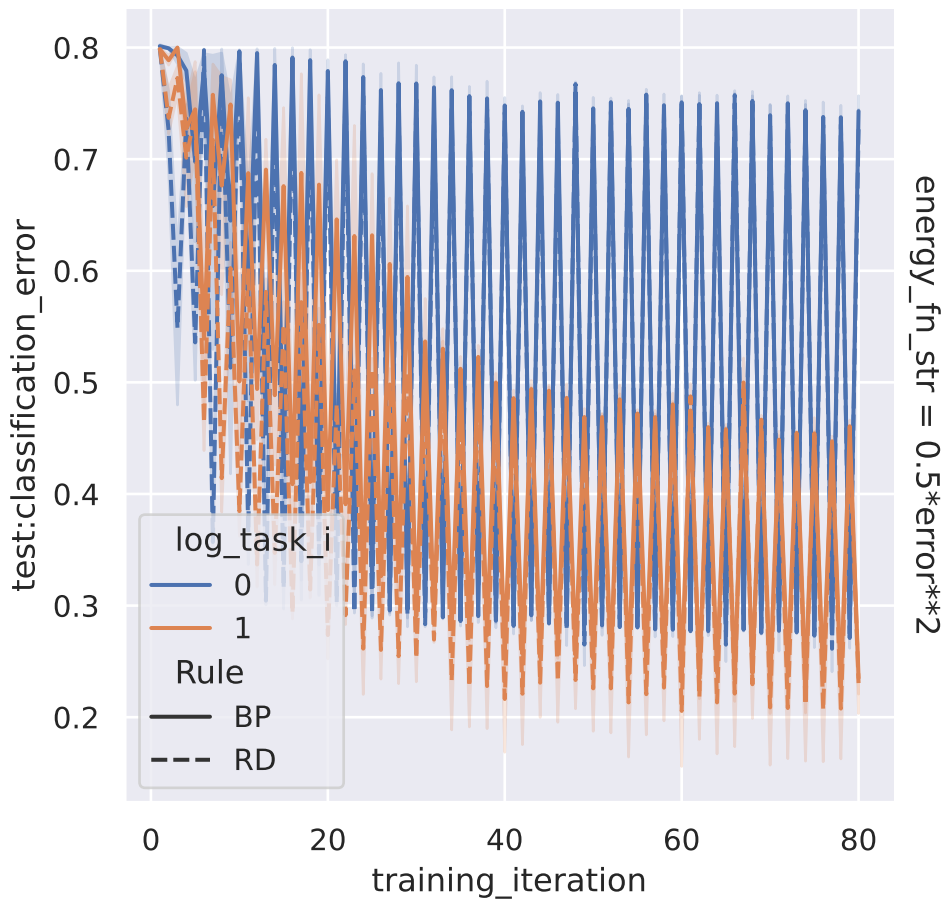 0.8
0.7
0.6
0.5
0.4
0.3
0.2
test:classification_error
log_task_i
0
1
Rule
BP
RD
0
20
40
60
80
training_iteration
energy_fn_str = 0.5*error**2